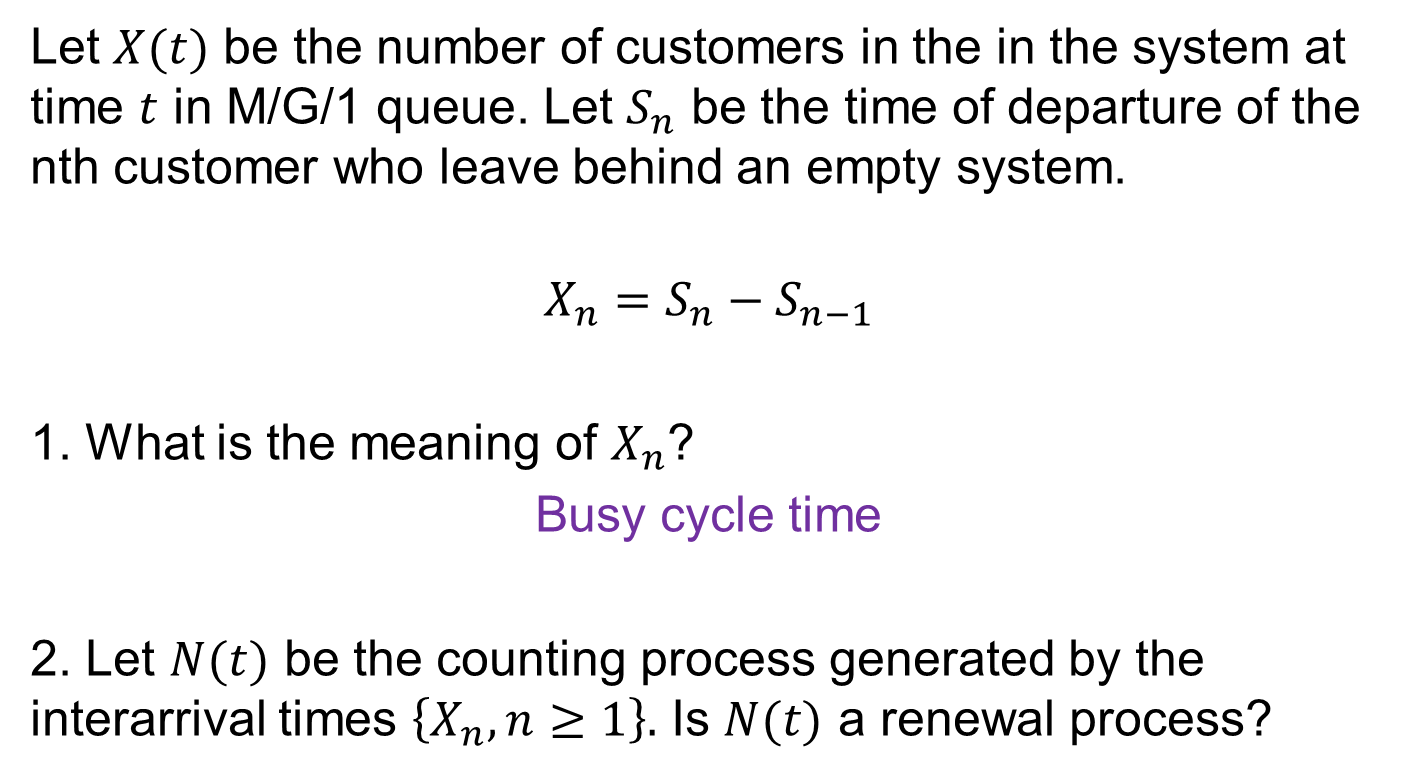 Let X(t) be the number of customers in the in the system at
time t in M/G/1 queue. Let Sₙ be the time of departure of the
nth customer who leave behind an empty system.
Xₙ = Sₙ − Sₙ₋₁
1. What is the meaning of Xₙ?
Busy cycle time
2. Let N(t) be the counting process generated by the
interarrival times {Xₙ, n ≥ 1}. Is N(t) a renewal process?